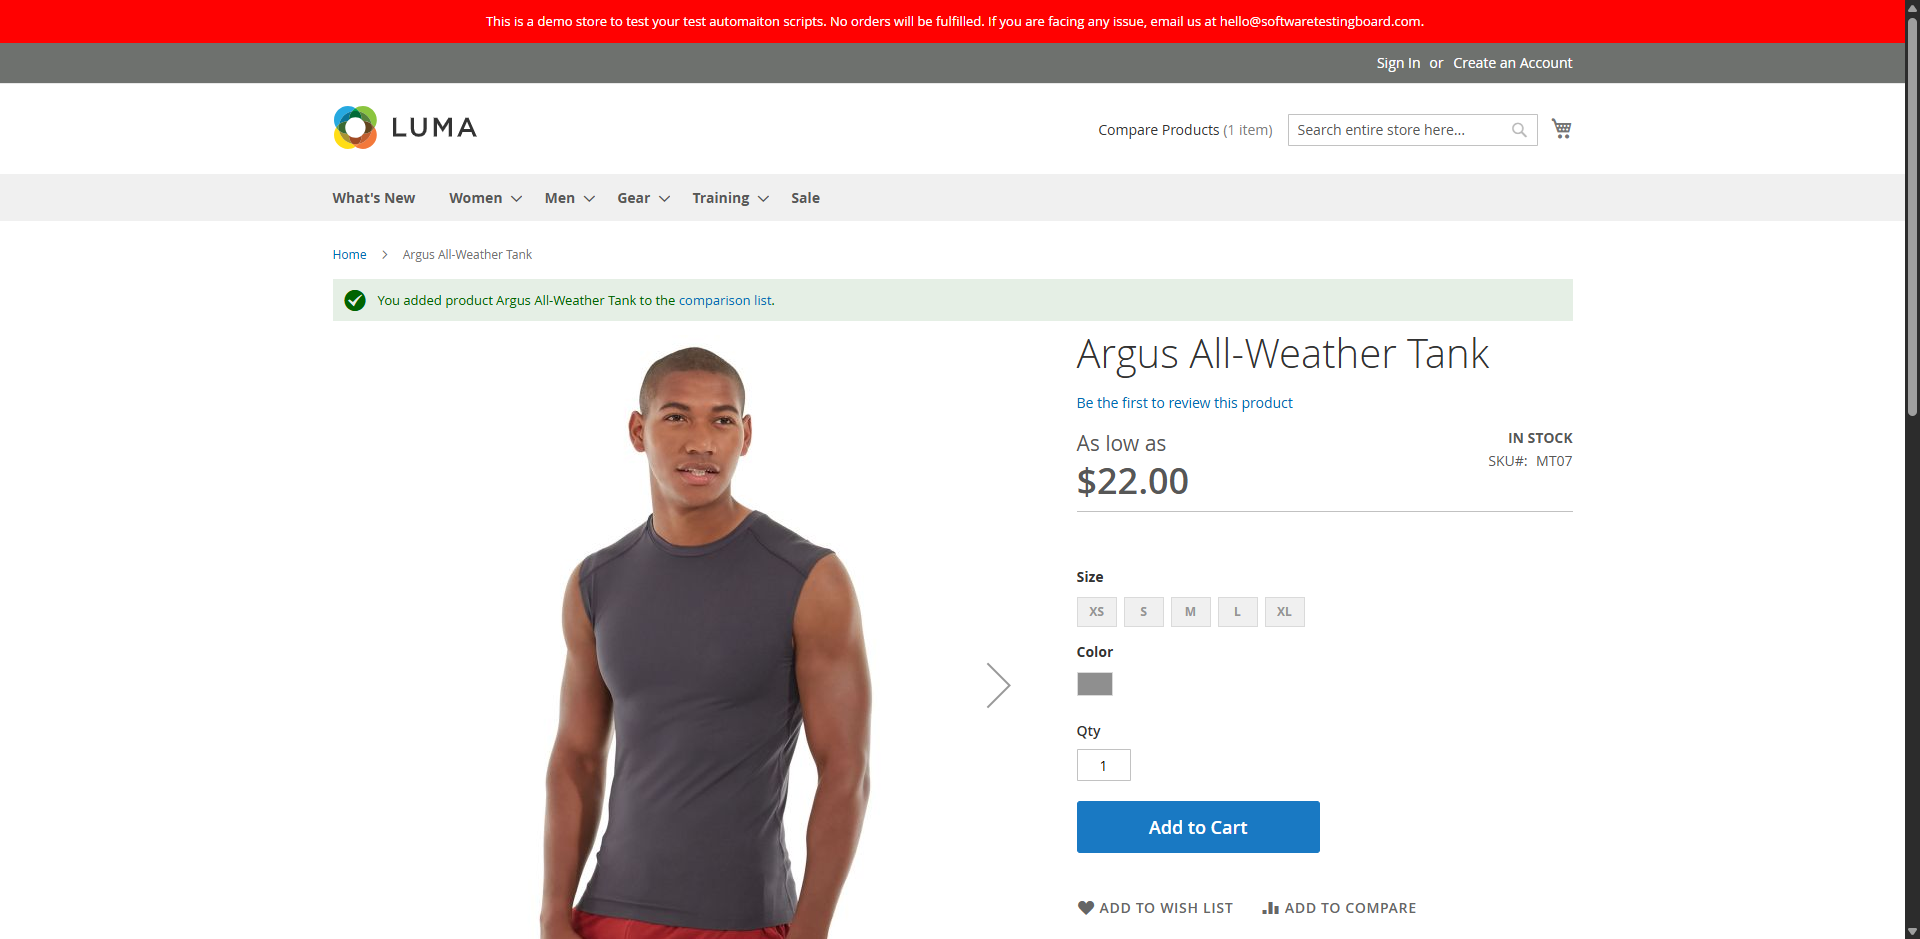 This is a demo store to test your test automaiton scripts. No orders will be fulfilled. If you are facing any issue, email us at hello@softwaretestingboard.com.
Sign In or Create an Account
LUMA
Compare Products (1 item)
Search entire store here...
What's New Women Men Gear Training Sale
Home Argus All-Weather Tank
You added product Argus All-Weather Tank to the comparison list.
Argus All-Weather Tank
Be the first to review this product
As low as
$22.00
IN STOCK
SKU#: MT07
Size
XS S M L XL
Color
Qty
1
Add to Cart
ADD TO WISH LIST ADD TO COMPARE